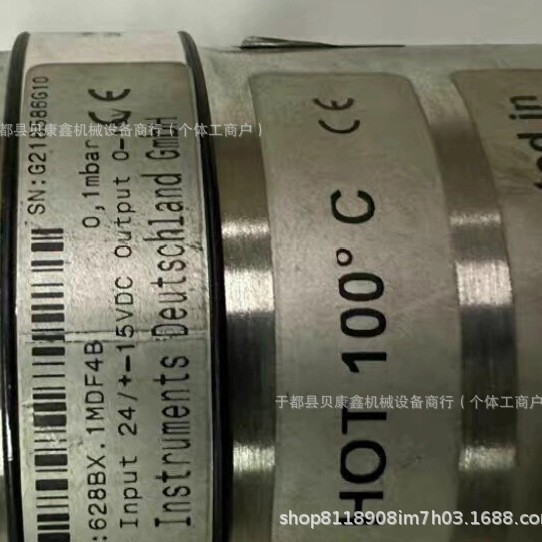 SN:G21
586G10
:628BX.1MDF4B 0,1mbar
Input 24/+-15VDC Output 0-
Instruments Deutschland GmbH
CE
HOT 100°C
CE
于都县贝康鑫机械设备商行（个体工商户）
于都县贝康鑫机械设备商行（个体工商户）
shop8118908im7h03.1688.com